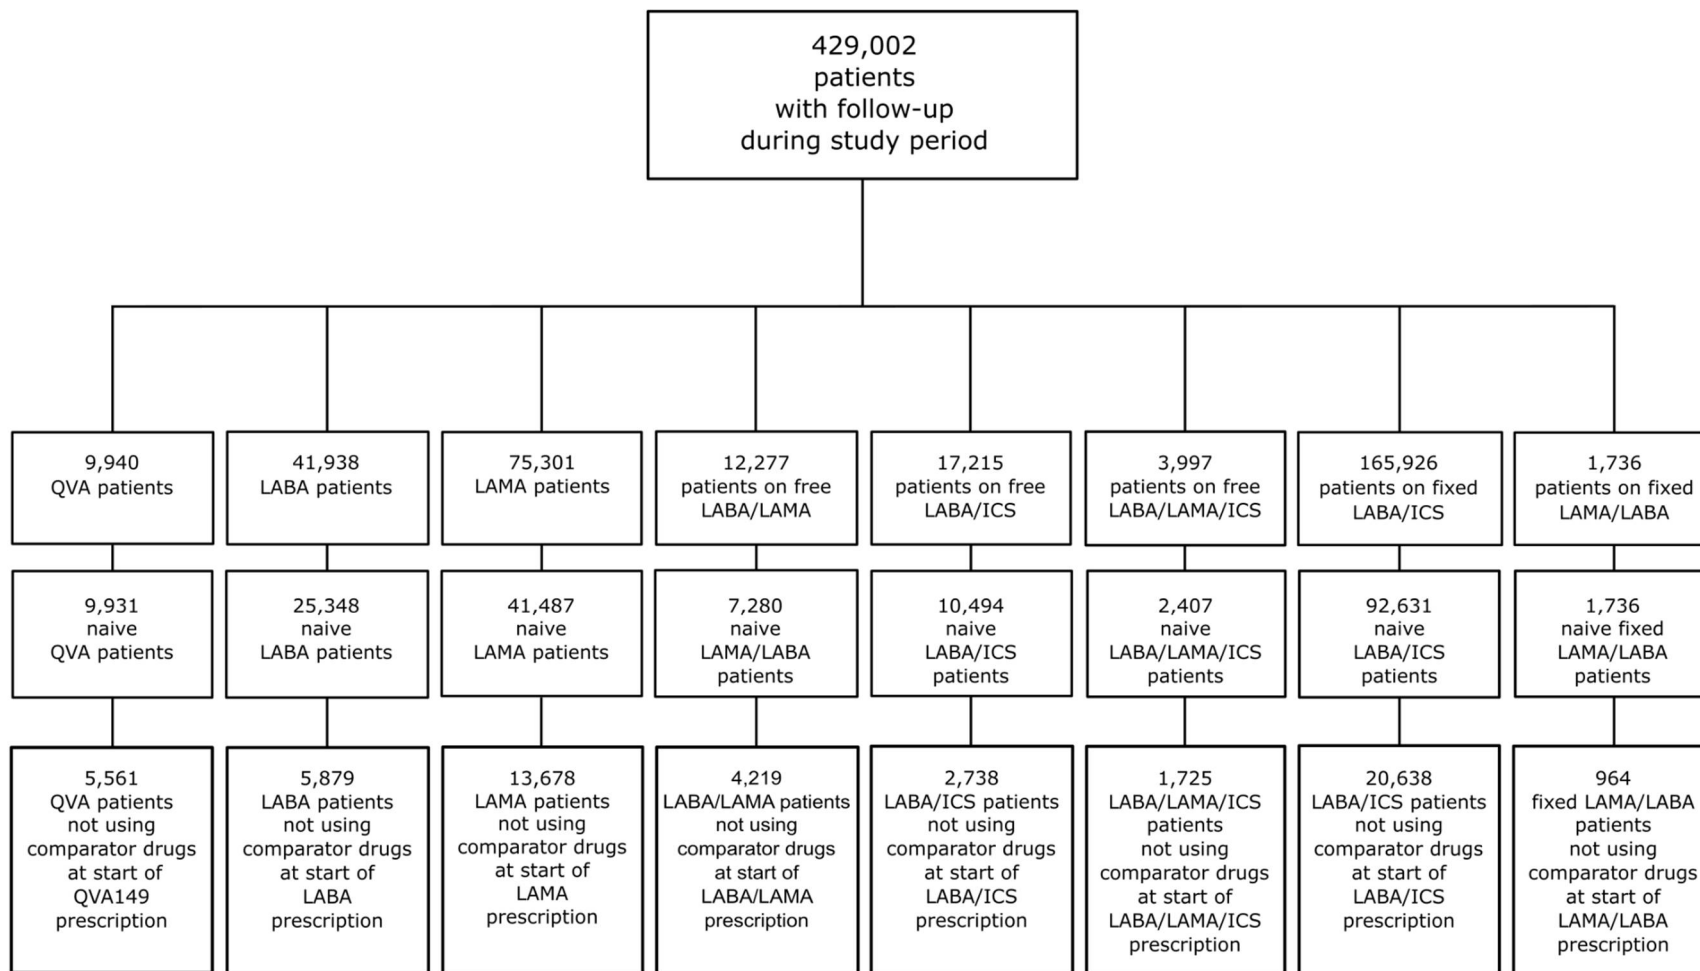 429,002
patients
with follow-up
during study period
9,940
QVA patients
41,938
LABA patients
75,301
LAMA patients
12,277
patients on free
LABA/LAMA
17,215
patients on free
LABA/ICS
3,997
patients on free
LABA/LAMA/ICS
165,926
patients on fixed
LABA/ICS
1,736
patients on fixed
LAMA/LABA
9,931
naive
QVA patients
25,348
naive
LABA patients
41,487
naive
LAMA patients
7,280
naive
LAMA/LABA
patients
10,494
naive
LABA/ICS
patients
2,407
naive
LABA/LAMA/ICS
patients
92,631
naive
LABA/ICS
patients
1,736
naive fixed
LAMA/LABA
patients
5,561
QVA patients
not using
comparator drugs
at start of
QVA149
prescription
5,879
LABA patients
not using
comparator drugs
at start of
LABA
prescription
13,678
LAMA patients
not using
comparator drugs
at start of
LAMA
prescription
4,219
LABA/LAMA patients
not using
comparator drugs
at start of
LABA/LAMA
prescription
2,738
LABA/ICS patients
not using
comparator drugs
at start of
LABA/ICS
prescription
1,725
LABA/LAMA/ICS
patients
not using
comparator drugs
at start of
LABA/LAMA/ICS
prescription
20,638
LABA/ICS patients
not using
comparator drugs
at start of
LABA/ICS
prescription
964
fixed LAMA/LABA
patients
not using
comparator drugs
at start of
LAMA/LABA
prescription